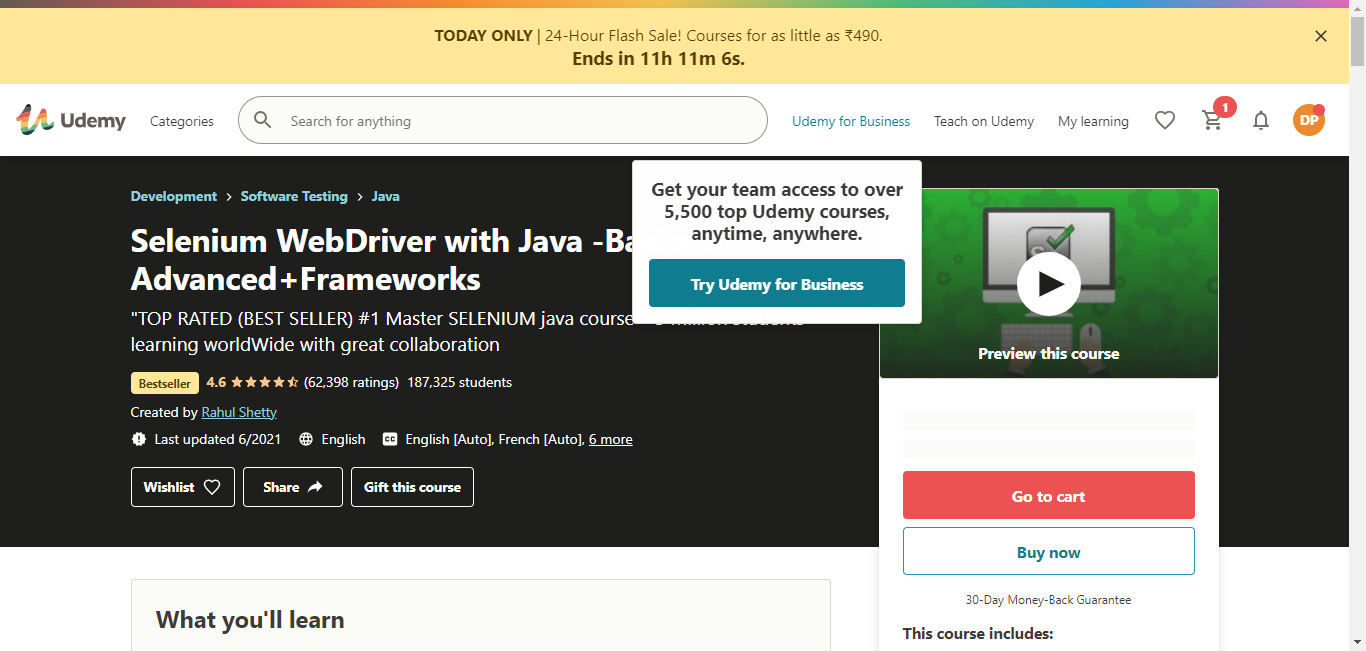 TODAY ONLY | 24-Hour Flash Sale! Courses for as little as ₹490.
Ends in 11h 11m 6s.
Udemy
Categories
Search for anything
Udemy for Business
Teach on Udemy
My learning
1
DP
Get your team access to over
5,500 top Udemy courses,
anytime, anywhere.
Try Udemy for Business
Development > Software Testing > Java
Selenium WebDriver with Java -Ba
Advanced+Frameworks
"TOP RATED (BEST SELLER) #1 Master SELENIUM java course
learning worldWide with great collaboration
Bestseller 4.6 (62,398 ratings) 187,325 students
Created by Rahul Shetty
Last updated 6/2021 English CC English [Auto], French [Auto], 6 more
Wishlist
Share
Gift this course
Preview this course
Go to cart
Buy now
30-Day Money-Back Guarantee
This course includes:
What you'll learn